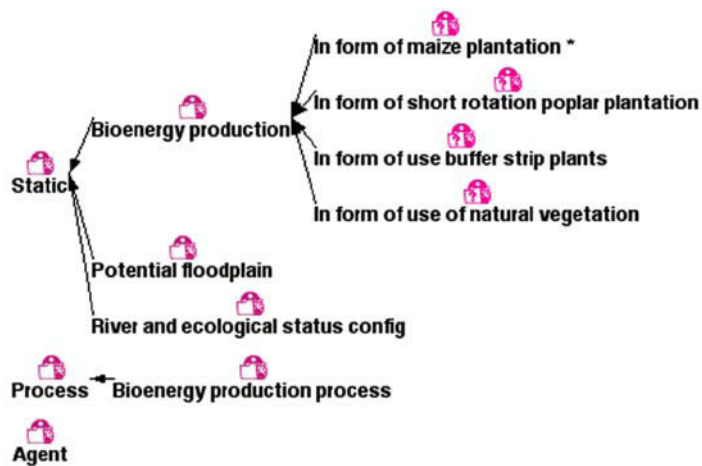 In form of maize plantation *
In form of short rotation poplar plantation
Bioenergy production
In form of use buffer strip plants
Static
In form of use of natural vegetation
Potential floodplain
River and ecological status config
Process
Bioenergy production process
Agent